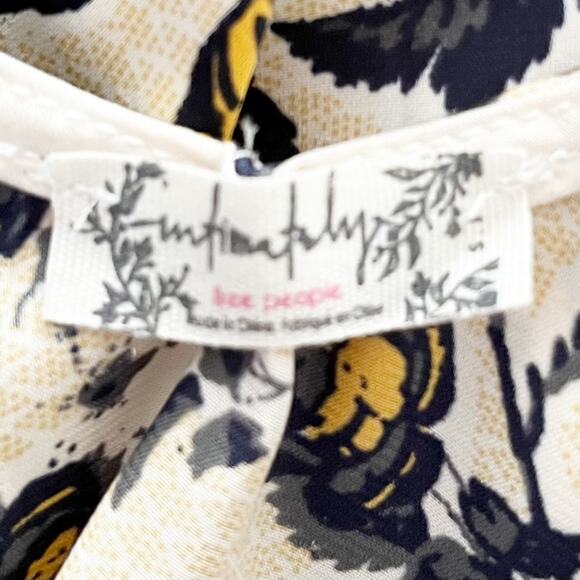 intimately
free people
Made in China, Fabriqué en Chine